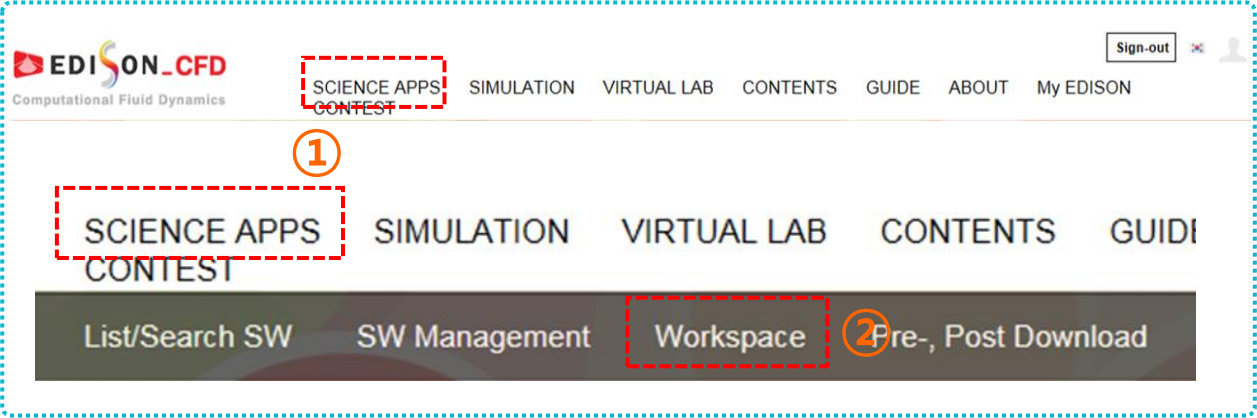 EDISON_CFD
Computational Fluid Dynamics
Sign-out
SCIENCE APPS SIMULATION VIRTUAL LAB CONTENTS GUIDE ABOUT My EDISON
CONTEST
①
SCIENCE APPS SIMULATION VIRTUAL LAB CONTENTS GUIDE
CONTEST
List/Search SW SW Management Workspace ② Pre-, Post Download